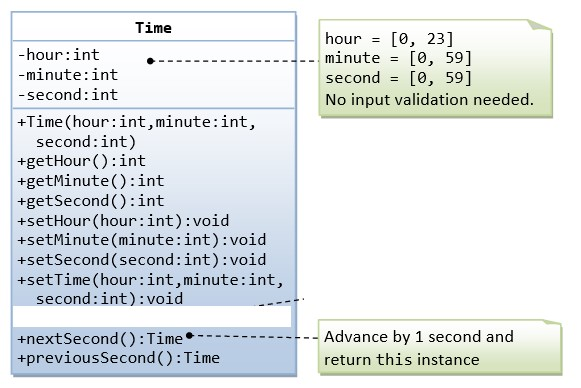 Time
-hour:int
-minute:int
-second:int
hour = [0, 23]
minute = [0, 59]
second = [0, 59]
No input validation needed.
+Time(hour:int,minute:int,
second:int)
+getHour():int
+getMinute():int
+getSecond():int
+setHour(hour:int):void
+setMinute(minute:int):void
+setSecond(second:int):void
+setTime(hour:int,minute:int,
second:int):void
+nextSecond():Time
+previousSecond():Time
Advance by 1 second and
return this instance